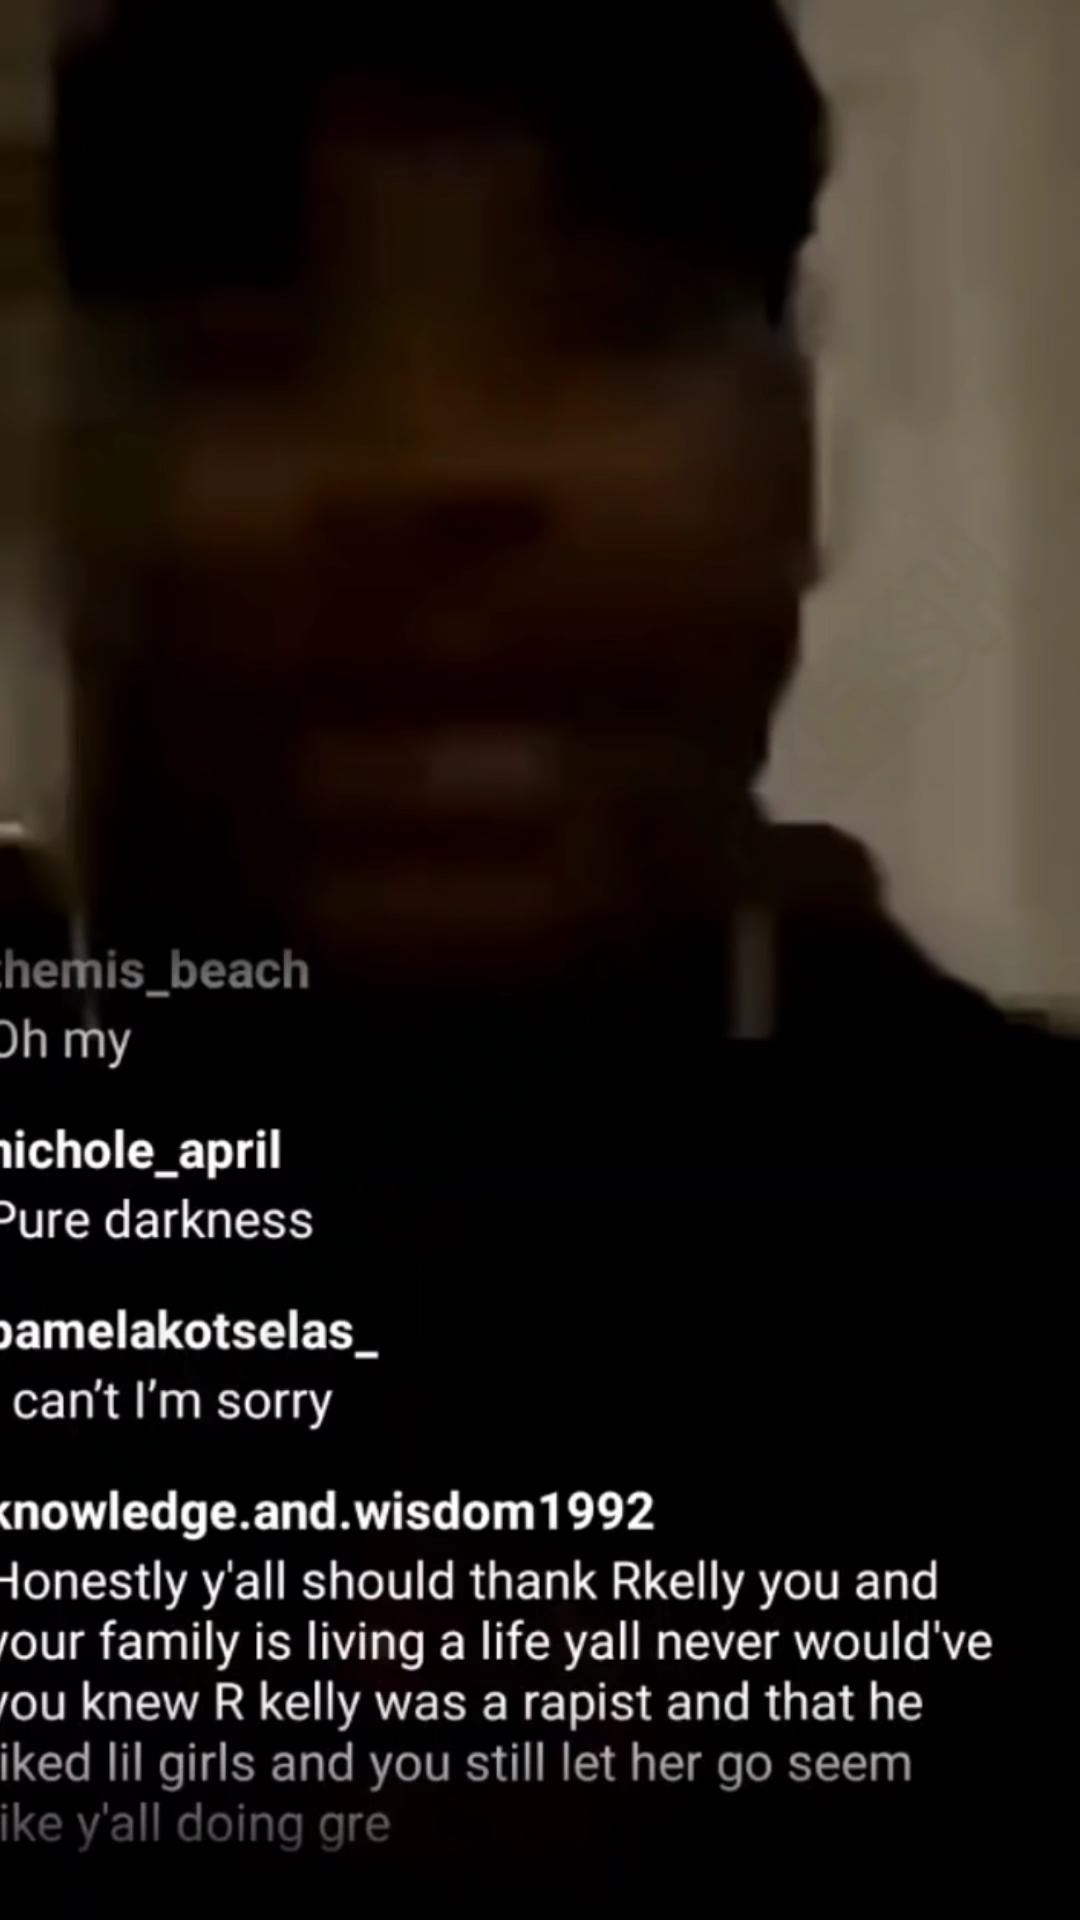 themis_beach
Oh my
nichole_april
Pure darkness
pamelakotselas_
I can’t I’m sorry
knowledge.and.wisdom1992
Honestly y'all should thank Rkelly you and
your family is living a life yall never would've
you knew R kelly was a rapist and that he
liked lil girls and you still let her go seem
like y'all doing gre